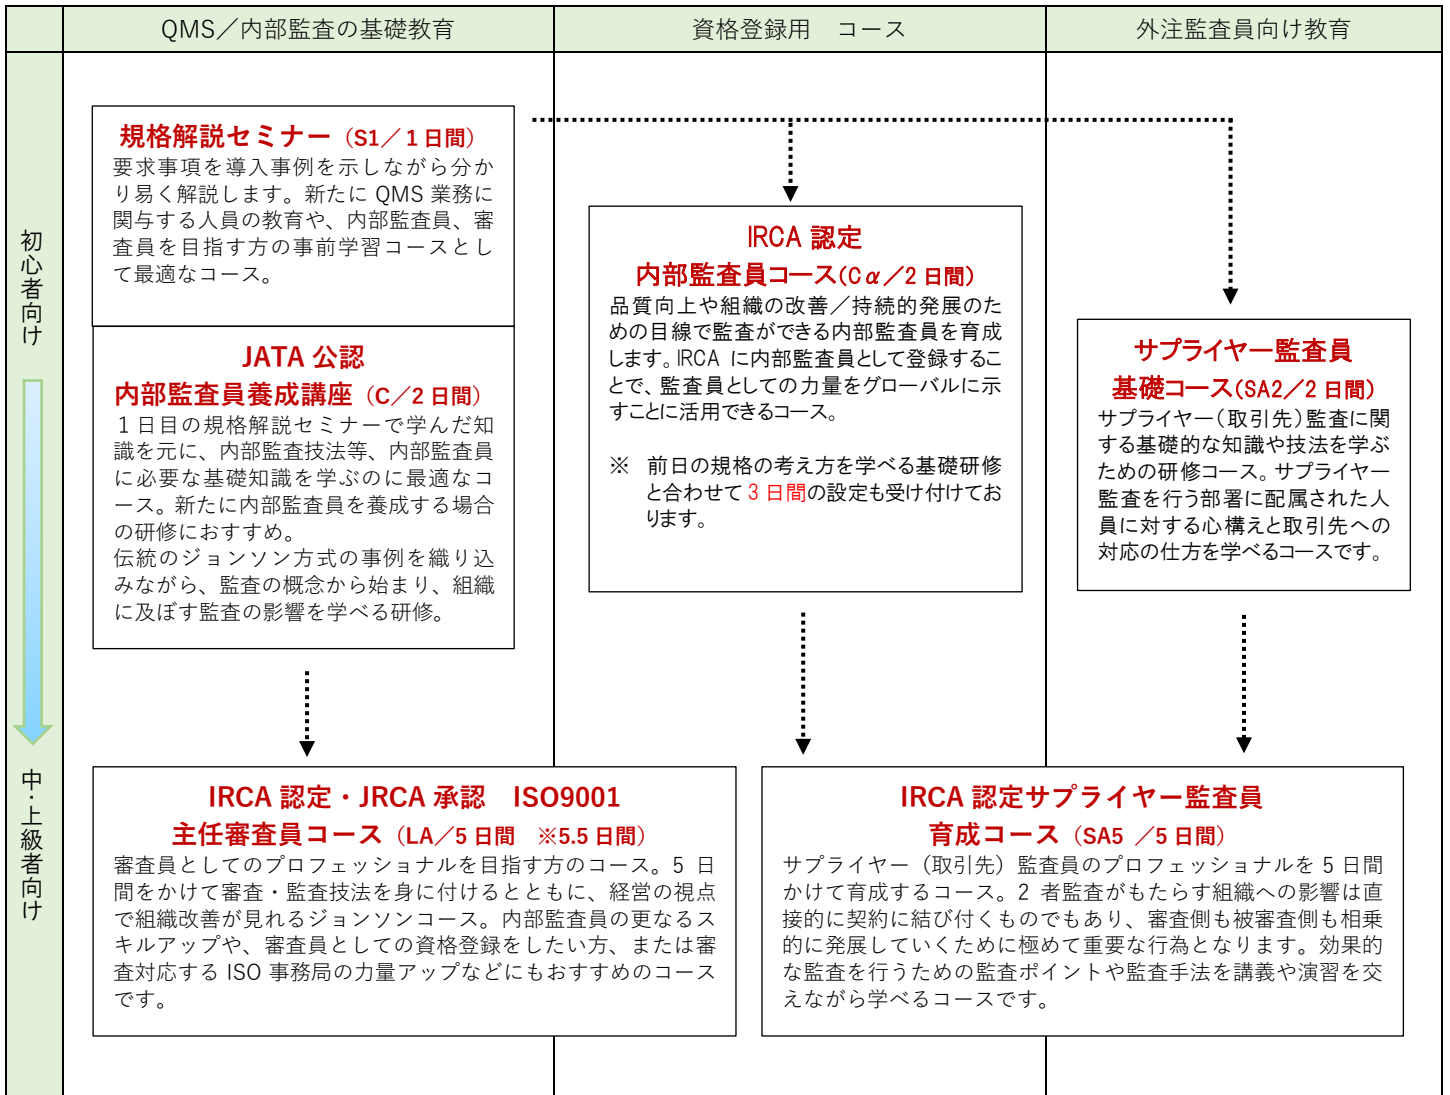 QMS／内部監査の基礎教育
資格登録用　コース
外注監査員向け教育
初心者向け
中・上級者向け
規格解説セミナー（S1／１日間）
要求事項を導入事例を示しながら分か
り易く解説します。新たに QMS 業務に
関与する人員の教育や、内部監査員、審
査員を目指す方の事前学習コースとし
て最適なコース。
JATA 公認
内部監査員養成講座（C／2 日間）
１日目の規格解説セミナーで学んだ知
識を元に、内部監査技法等、内部監査員
に必要な基礎知識を学ぶのに最適なコ
ース。新たに内部監査員を養成する場合
の研修におすすめ。
伝統のジョンソン方式の事例を織り込
みながら、監査の概念から始まり、組織
に及ぼす監査の影響を学べる研修。
IRCA 認定
内部監査員コース（Cα／2 日間）
品質向上や組織の改善／持続的発展のた
めの目線で監査ができる内部監査員を育成
します。IRCA に内部監査員として登録するこ
とで、監査員としての力量をグローバルに示
すことに活用できるコース。
※　前日の規格の考え方を学べる基礎研修
と合わせて 3 日間の設定も受け付けてお
ります。
サプライヤー監査員
基礎コース（SA2／2 日間）
サプライヤー（取引先）監査に関
する基礎的な知識や技法を学ぶ
ための研修コース。サプライヤー
監査を行う部署に配属された人
員に対する心構えと取引先への
対応の仕方を学べるコースです。
IRCA 認定・JRCA 承認　ISO9001
主任審査員コース（LA／5 日間　※5.5 日間）
審査員としてのプロフェッショナルを目指す方のコース。5 日
間をかけて審査・監査技法を身に付けるとともに、経営の視点
で組織改善が見れるジョンソンコース。内部監査員の更なるス
キルアップや、審査員としての資格登録をしたい方、または審
査対応する ISO 事務局の力量アップなどにもおすすめのコース
です。
IRCA 認定サプライヤー監査員
育成コース（SA5 ／5 日間）
サプライヤー（取引先）監査員のプロフェッショナルを 5 日間
かけて育成するコース。2 者監査がもたらす組織への影響は直
接的に契約に結び付くものでもあり、審査側も被審査側も相乗
的に発展していくために極めて重要な行為となります。効果的
な監査を行うための監査ポイントや監査手法を講義や演習を交
えながら学べるコースです。